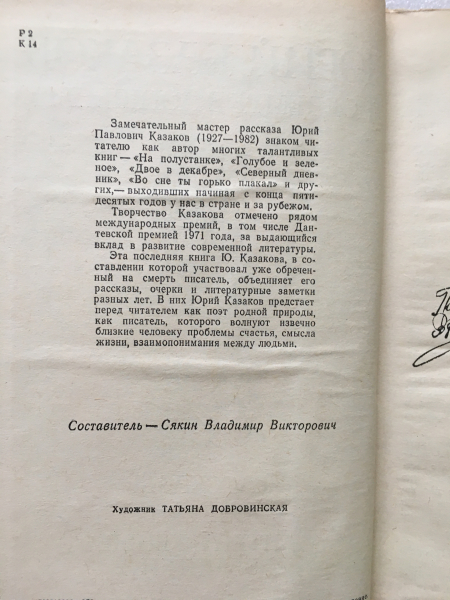 Р 2
К 14
Замечательный мастер рассказа Юрий
Павлович Казаков (1927—1982) знаком чи-
тателю как автор многих талантливых
книг — «На полустанке», «Голубое и зеле-
ное», «Двое в декабре», «Северный днев-
ник», «Во сне ты горько плакал» и дру-
гих,— выходивших начиная с конца пяти-
десятых годов у нас в стране и за рубежом.
Творчество Казакова отмечено рядом
международных премий, в том числе Дан-
тевской премией 1971 года, за выдающийся
вклад в развитие современной литературы.
Эта последняя книга Ю. Казакова, в со-
ставлении которой участвовал уже обречен-
ный на смерть писатель, объединяет его
рассказы, очерки и литературные заметки
разных лет. В них Юрий Казаков предстает
перед читателем как поэт родной природы,
как писатель, которого волнуют извечно
близкие человеку проблемы счастья, смысла
жизни, взаимопонимания между людьми.
Составитель — Сякин Владимир Викторович
Художник ТАТЬЯНА ДОБРОВИНСКАЯ